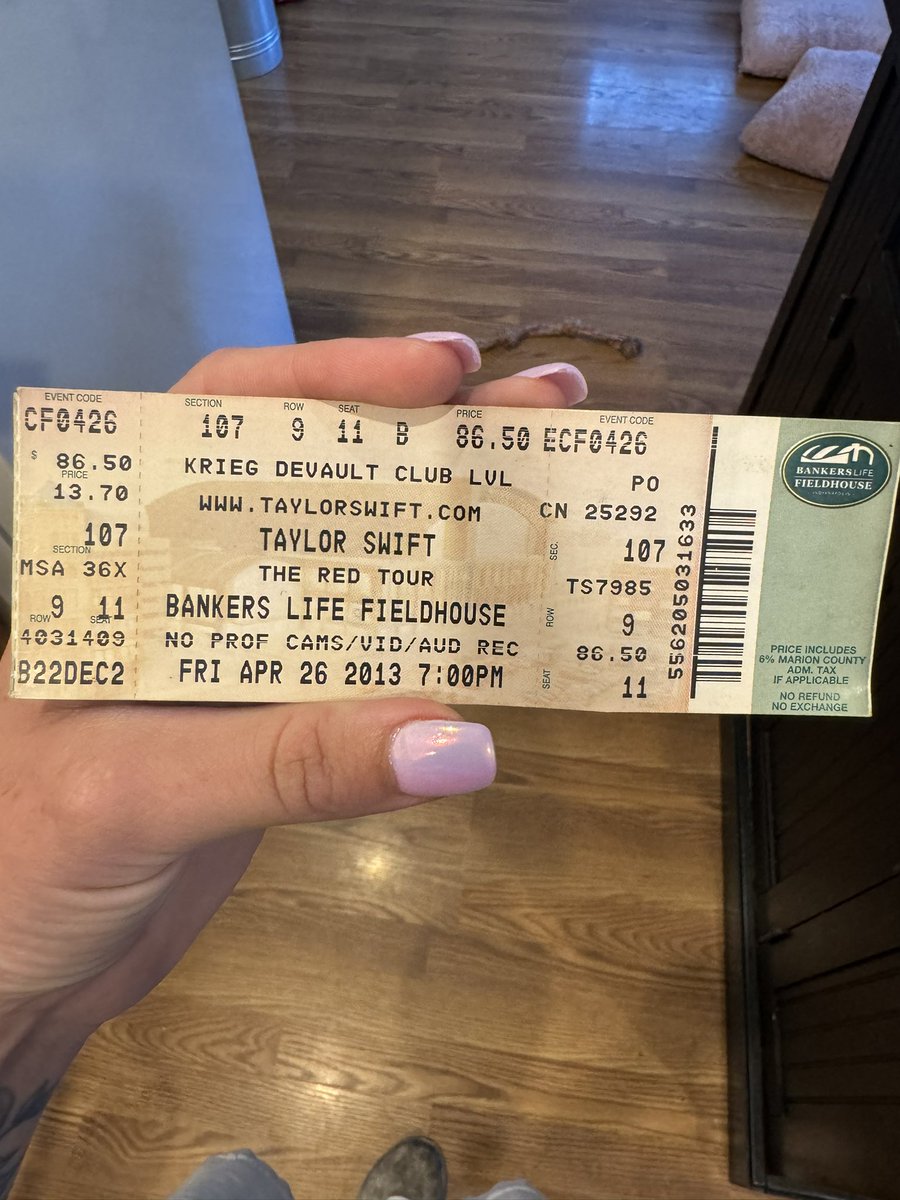 EVENT CODE
CF0426
$ 86.50
PRICE
13.70
107
SECTION
MSA 36X
9 11
ROW SEAT
4031409
B22DEC2
SECTION ROW SEAT PRICE EVENT CODE
107 9 11 B 86.50 ECF0426
KRIEG DEVAULT CLUB LVL
WWW.TAYLORSWIFT.COM
TAYLOR SWIFT
THE RED TOUR
BANKERS LIFE FIELDHOUSE
NO PROF CAMS/VID/AUD REC
FRI APR 26 2013 7:00PM
PO
CN 25292
SEC. 107
TS7985
ROW 9
86.50
SEAT 11
556205031633
BANKERS LIFE
FIELDHOUSE
INDIANAPOLIS
PRICE INCLUDES
6% MARION COUNTY
ADM. TAX
IF APPLICABLE
NO REFUND
NO EXCHANGE